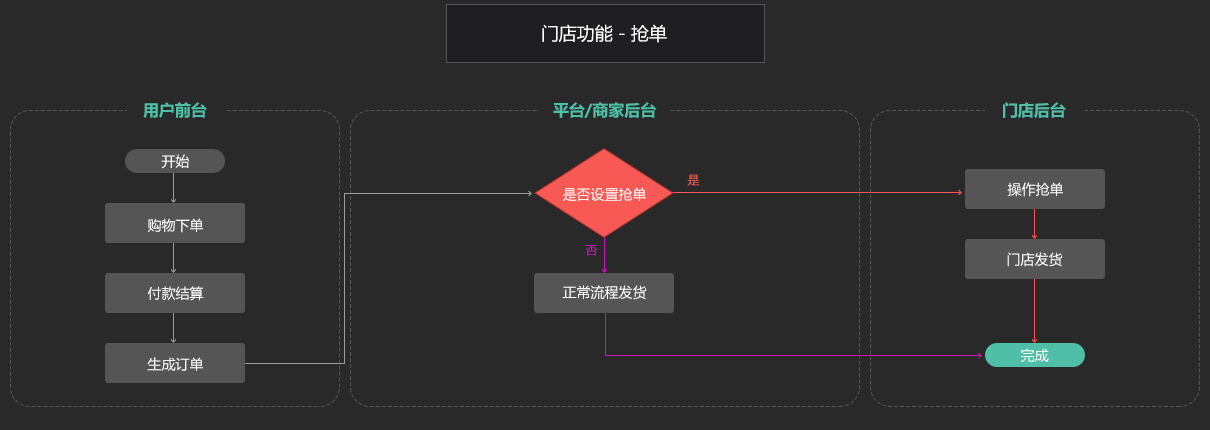 门店功能 - 抢单
用户前台
开始
购物下单
付款结算
生成订单
平台/商家后台
是否设置抢单
是
否
正常流程发货
门店后台
操作抢单
门店发货
完成